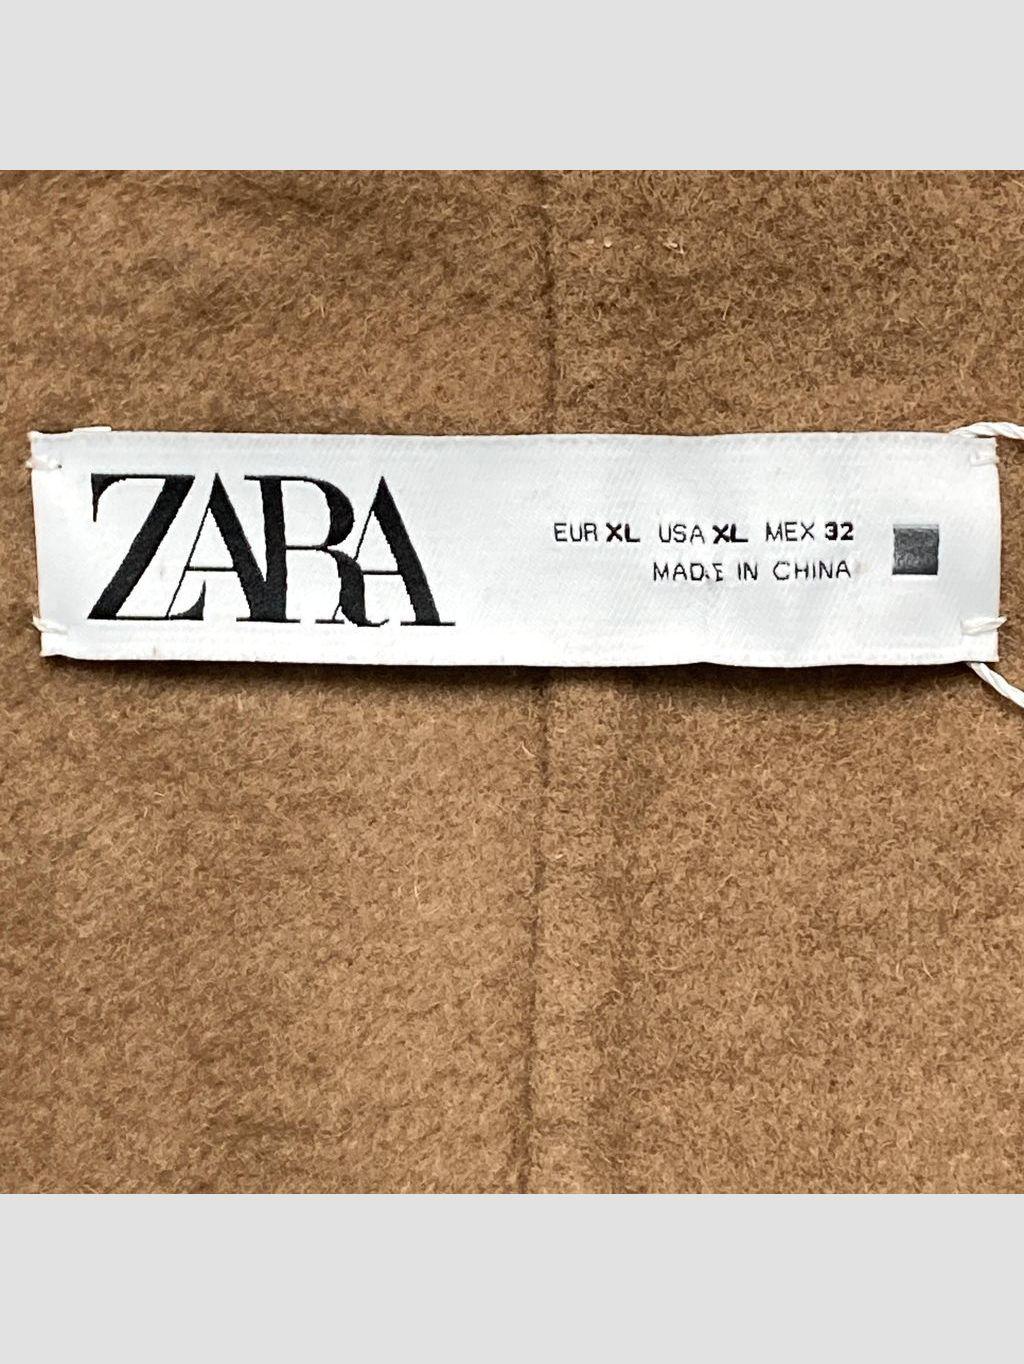 ZARA
EUR XL USA XL MEX 32
MADE IN CHINA